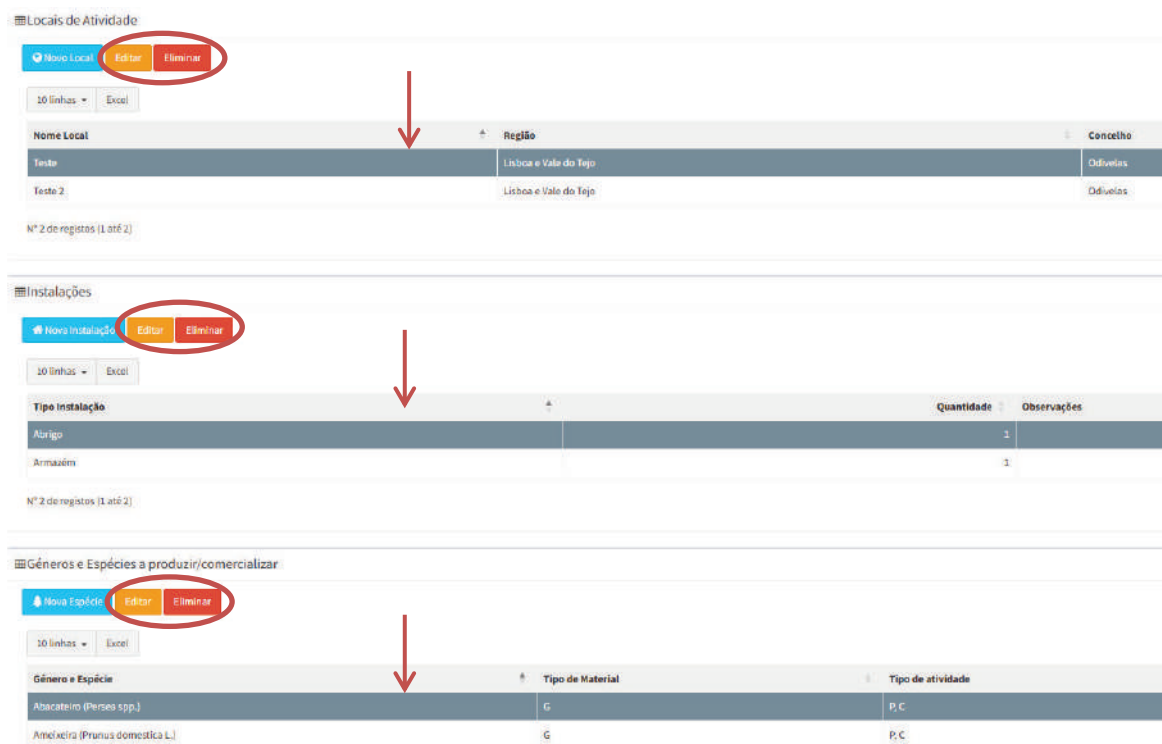 Locais de Atividade
Novo Local Editar Eliminar
10 linhas Excel
Nome Local Região Concelho
Teste Lisboa e Vale do Tejo Odivelas
Teste 2 Lisboa e Vale do Tejo Odivelas
Nº 2 de registos (1 até 2)
Instalações
Nova Instalação Editar Eliminar
10 linhas Excel
Tipo Instalação Quantidade Observações
Abrigo 1
Armazém 1
Nº 2 de registos (1 até 2)
Géneros e Espécies a produzir/comercializar
Nova Espécie Editar Eliminar
10 linhas Excel
Género e Espécie Tipo de Material Tipo de atividade
Abacateiro (Persea spp.) G P, C
Ameixeira (Prunus domestica L.) G P, C